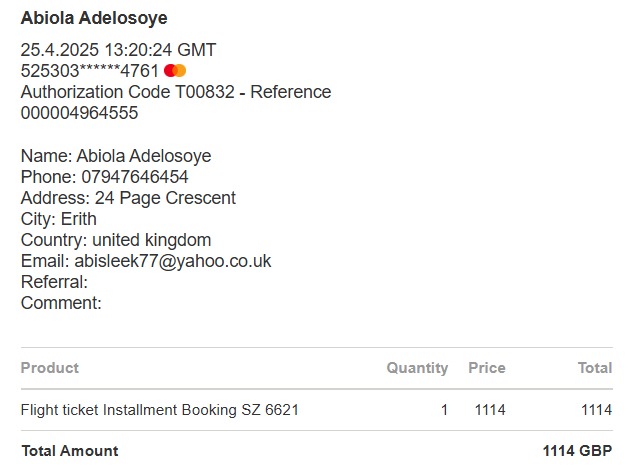 Abiola Adelosoye
25.4.2025 13:20:24 GMT
525303******4761
Authorization Code T00832 - Reference
000004964555
Name: Abiola Adelosoye
Phone: 07947646454
Address: 24 Page Crescent
City: Erith
Country: united kingdom
Email: abisleek77@yahoo.co.uk
Referral:
Comment:
Product Quantity Price Total
Flight ticket Installment Booking SZ 6621 1 1114 1114
Total Amount 1114 GBP